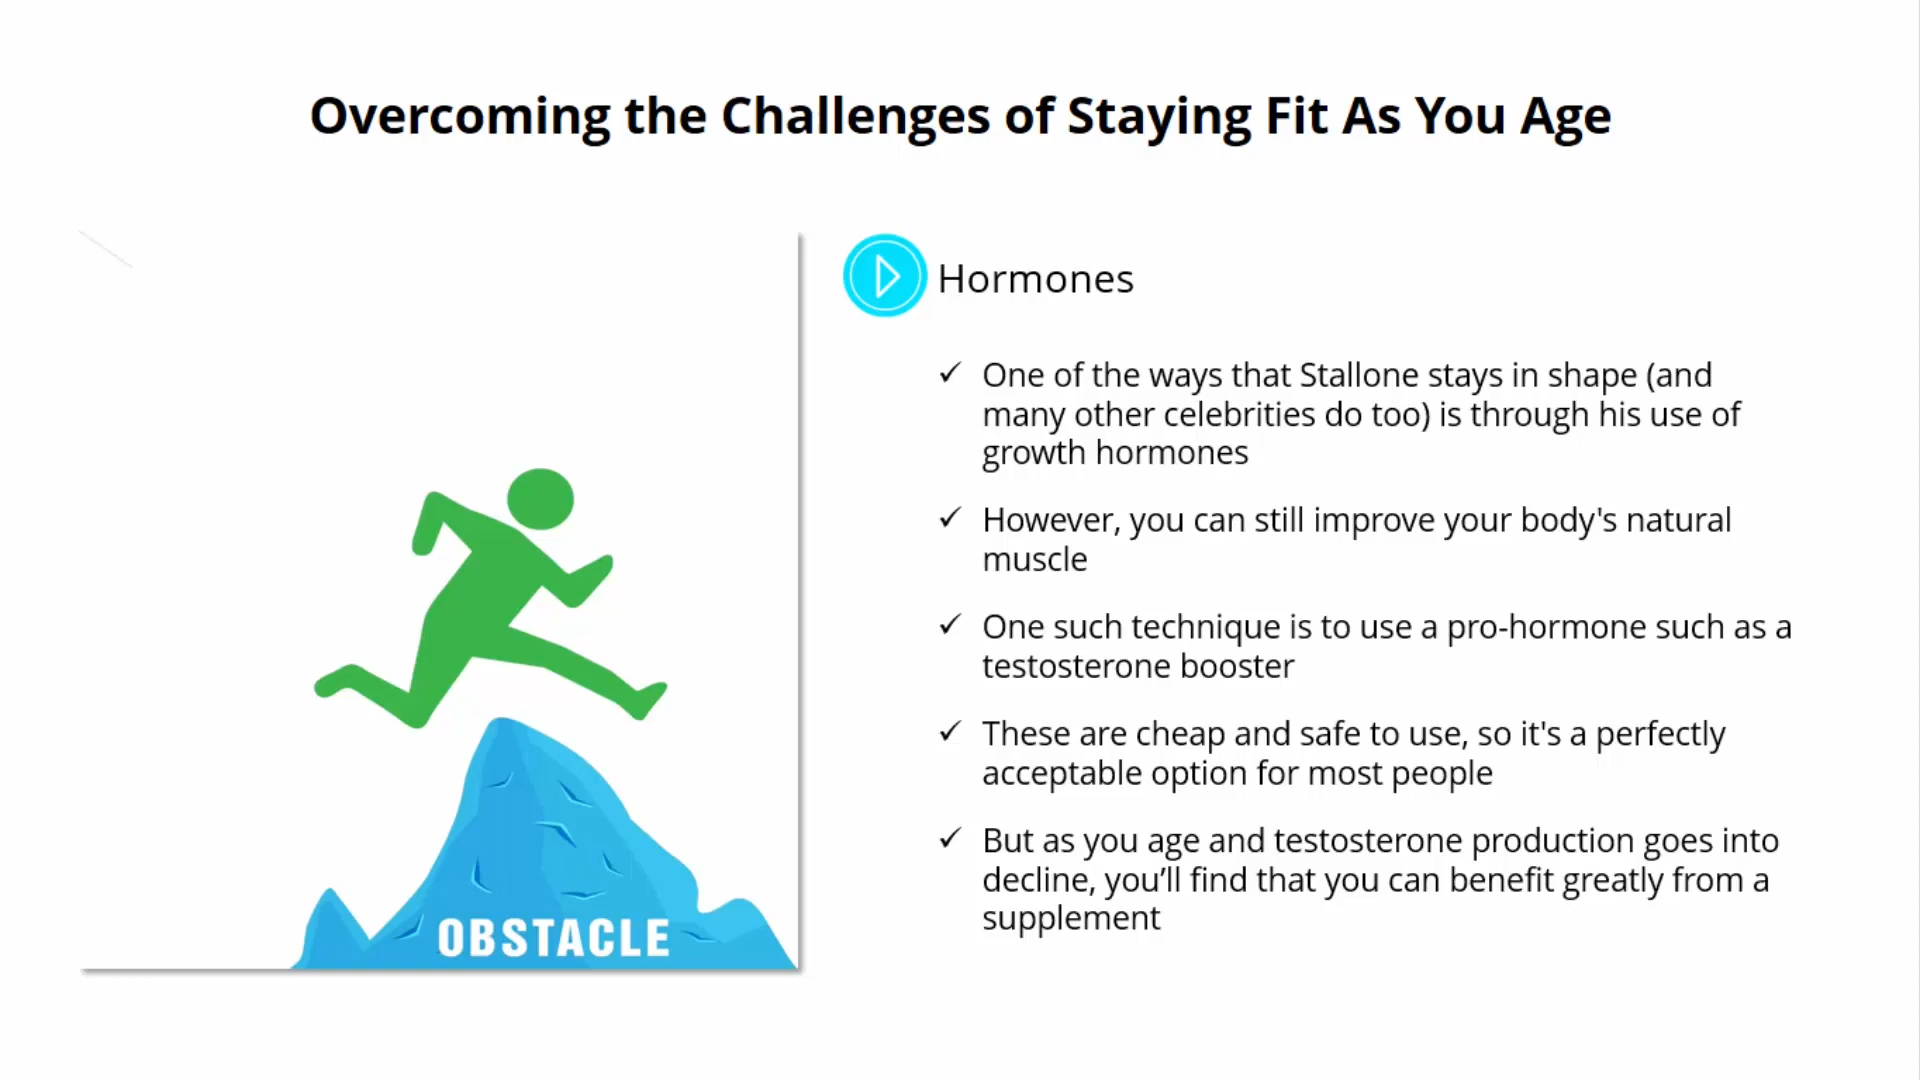 Overcoming the Challenges of Staying Fit As You Age
Hormones
✓ One of the ways that Stallone stays in shape (and
many other celebrities do too) is through his use of
growth hormones
✓ However, you can still improve your body's natural
muscle
✓ One such technique is to use a pro-hormone such as a
testosterone booster
✓ These are cheap and safe to use, so it's a perfectly
acceptable option for most people
✓ But as you age and testosterone production goes into
decline, you’ll find that you can benefit greatly from a
supplement
OBSTACLE